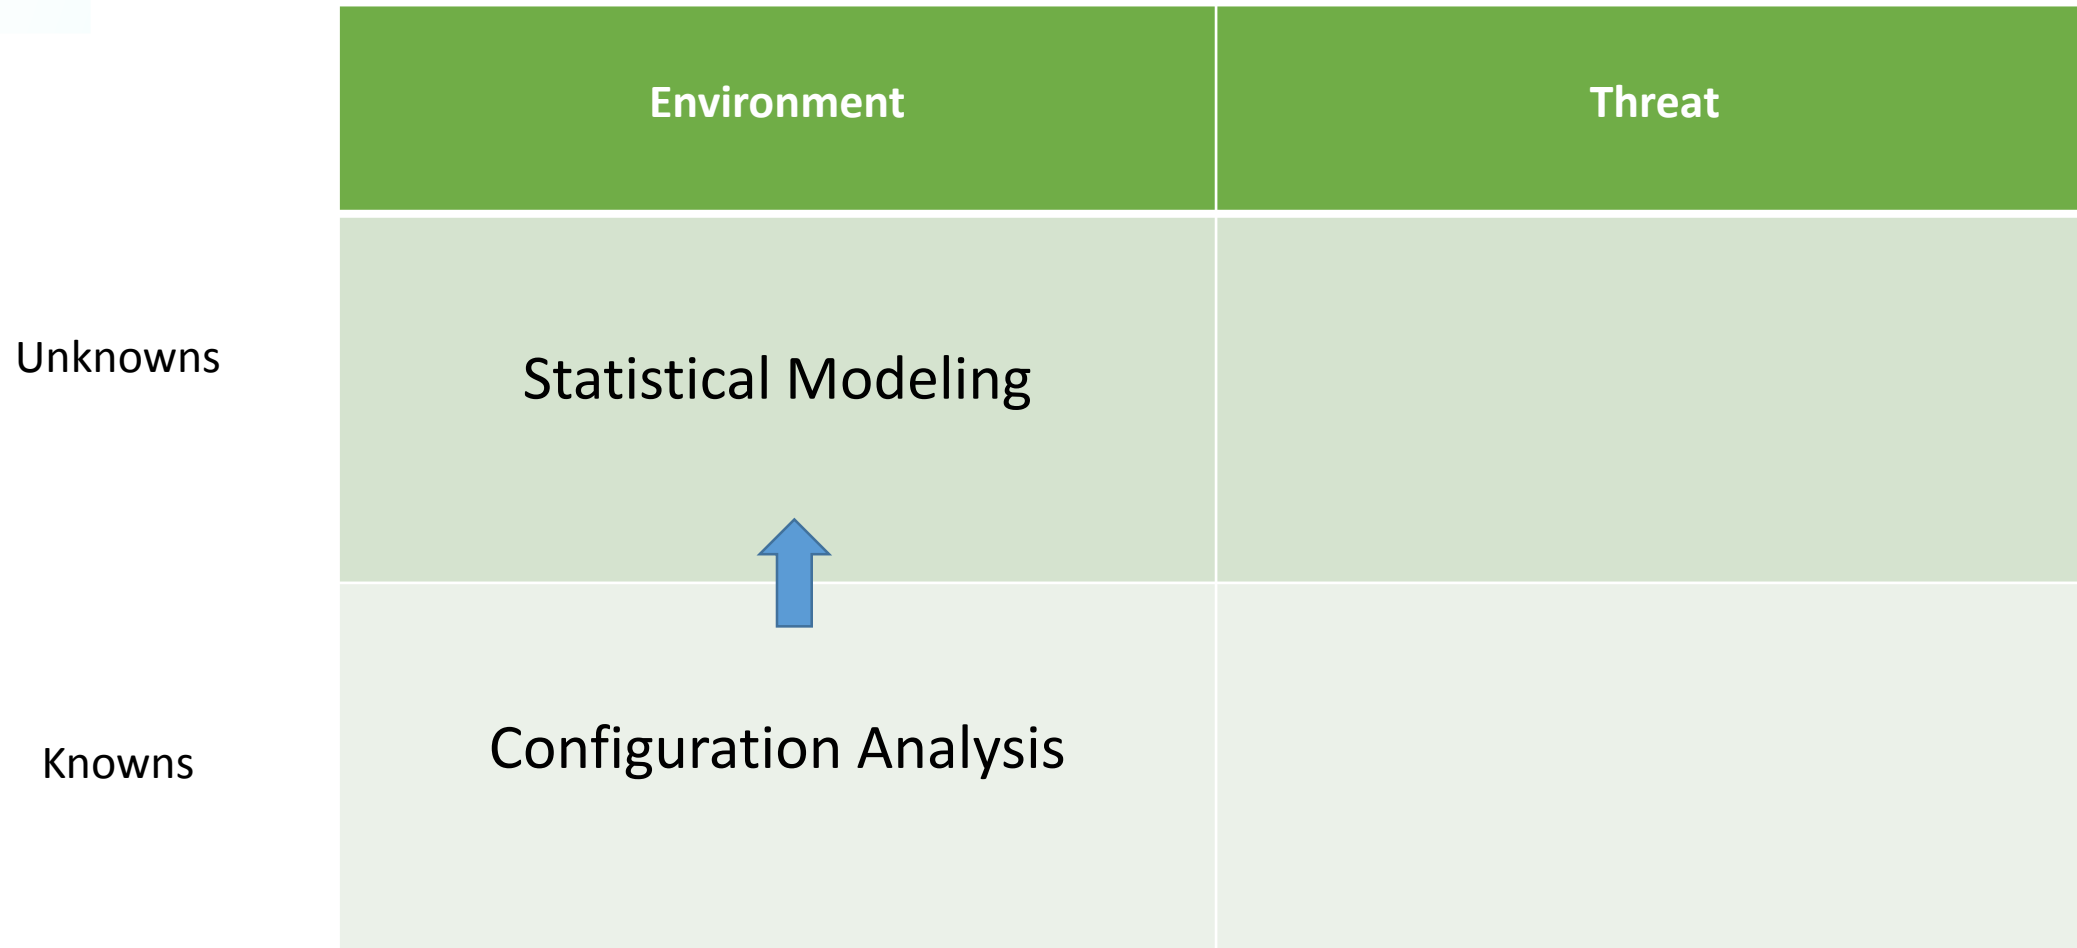 Environment
Threat
Unknowns
Statistical Modeling
Knowns
Configuration Analysis